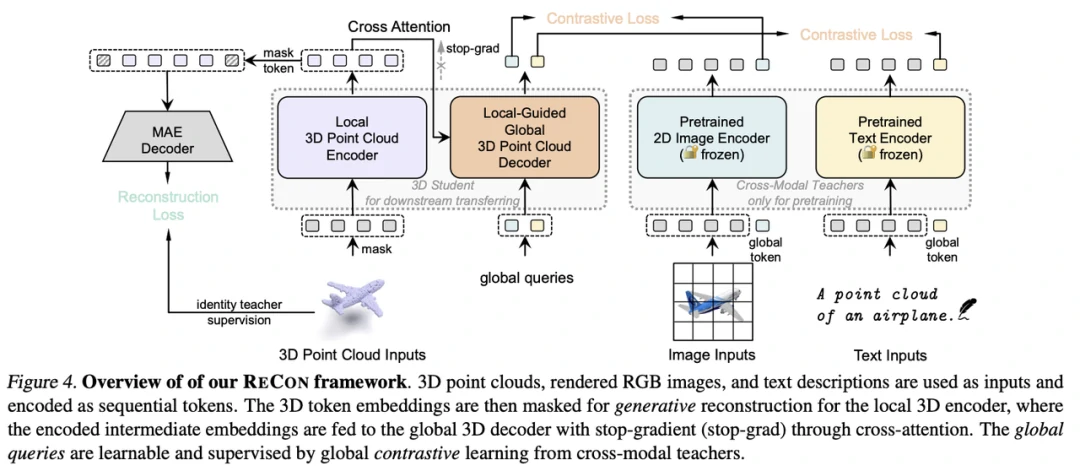 Cross Attention
Contrastive Loss
Contrastive Loss
stop-grad
mask
token
MAE
Decoder
Local
3D Point Cloud
Encoder
Local-Guided
Global
3D Point Cloud
Decoder
Pretrained
2D Image Encoder
(🔒 frozen)
Pretrained
Text Encoder
(🔒 frozen)
3D Student
for downstream transferring
Cross-Modal Teachers
only for pretraining
Reconstruction
Loss
mask
global queries
global
token
global
token
identity teacher
supervision
A point cloud
of an airplane.
3D Point Cloud Inputs
Image Inputs
Text Inputs
Figure 4. Overview of of our RECON framework. 3D point clouds, rendered RGB images, and text descriptions are used as inputs and
encoded as sequential tokens. The 3D token embeddings are then masked for generative reconstruction for the local 3D encoder, where
the encoded intermediate embeddings are fed to the global 3D decoder with stop-gradient (stop-grad) through cross-attention. The global
queries are learnable and supervised by global contrastive learning from cross-modal teachers.